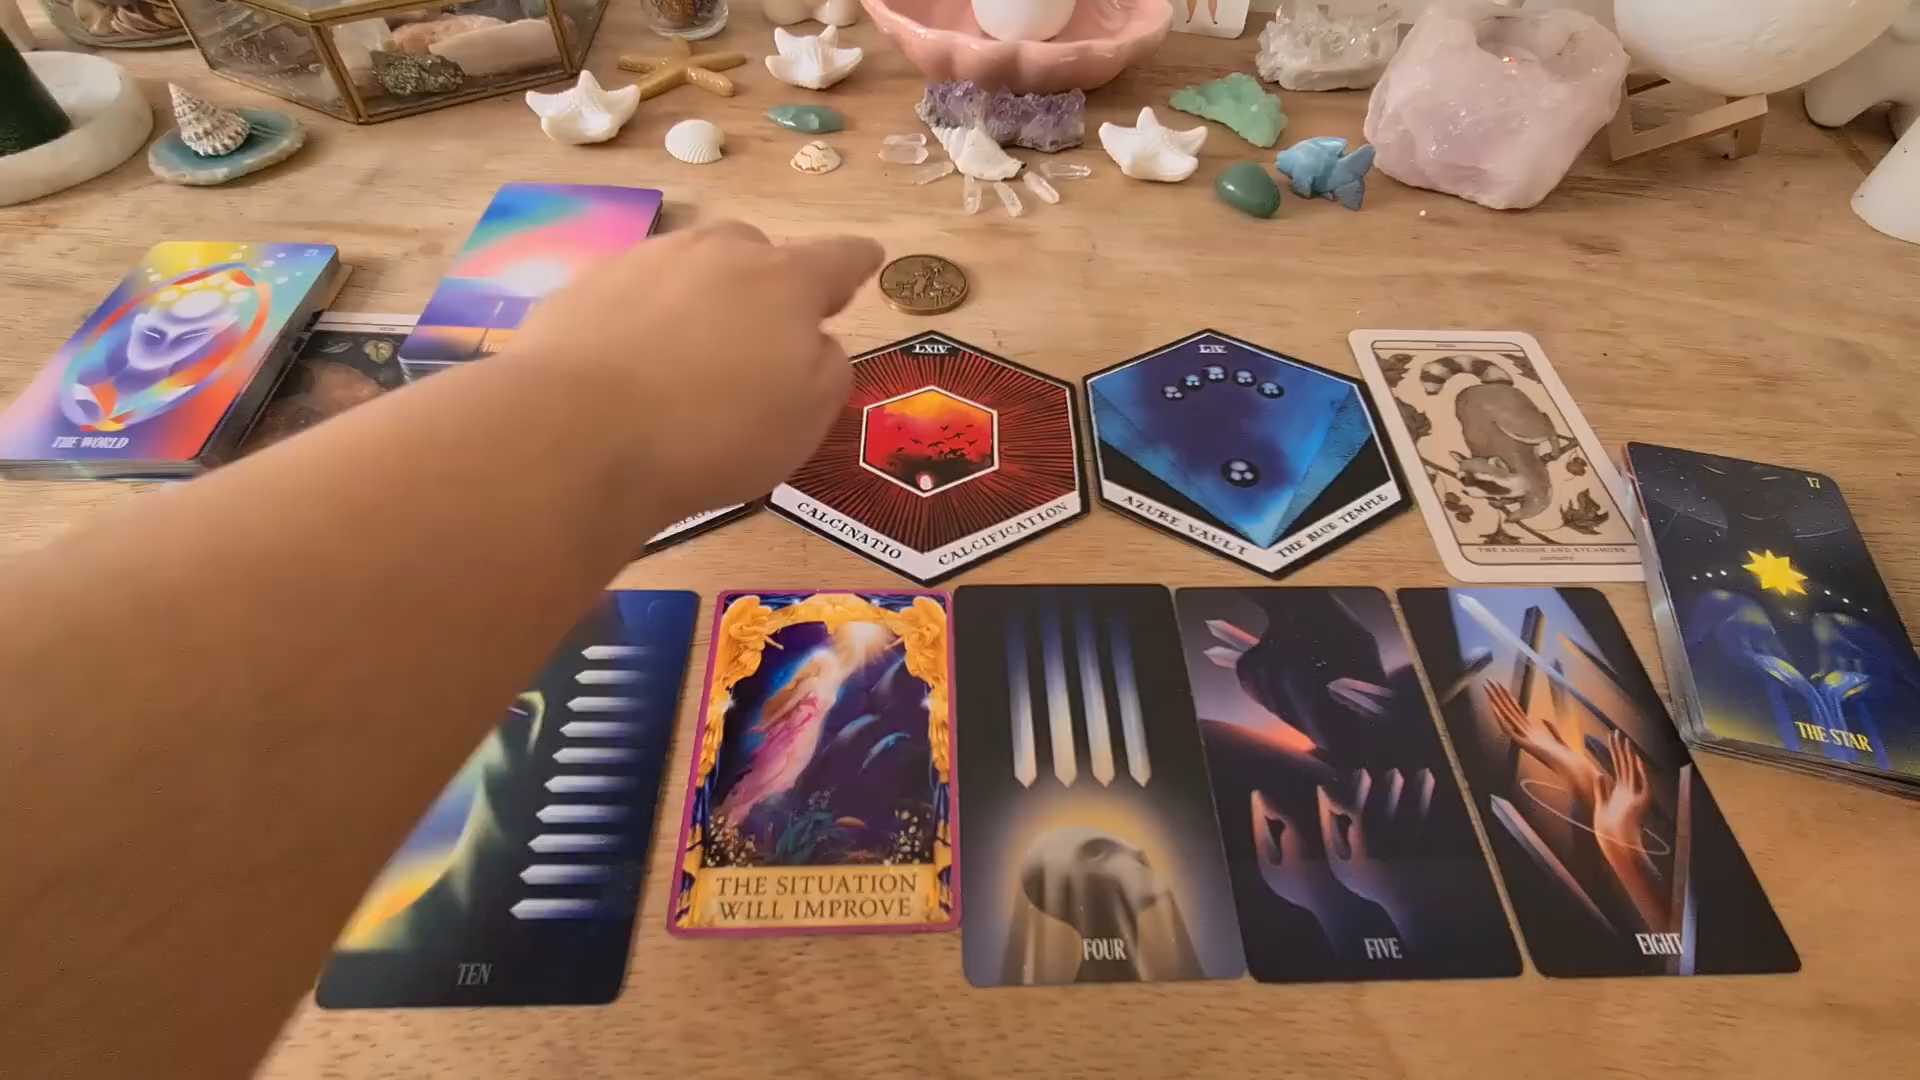 21
THE WORLD
LXIV
CALCINATIO
CALCIFICATION
LIV
AZURE VAULT
THE BLUE TEMPLE
THE RACCOON AND SYCAMORE
17
THE STAR
TEN
THE SITUATION
WILL IMPROVE
FOUR
FIVE
EIGHT